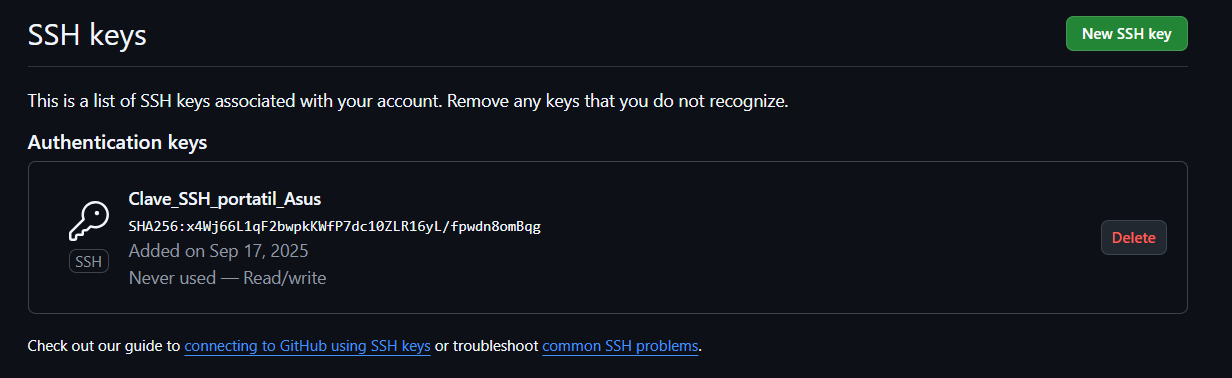 SSH keys
New SSH key
This is a list of SSH keys associated with your account. Remove any keys that you do not recognize.
Authentication keys
Clave_SSH_portatil_Asus
SHA256:x4Wj66L1qF2bwpkKWfP7dc10ZLR16yL/fpwdn8omBqg
Added on Sep 17, 2025
Never used — Read/write
SSH
Delete
Check out our guide to connecting to GitHub using SSH keys or troubleshoot common SSH problems.